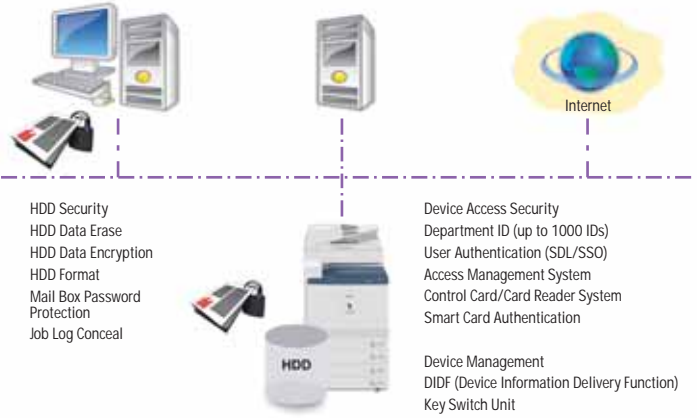 Internet
HDD Security
HDD Data Erase
HDD Data Encryption
HDD Format
Mail Box Password
Protection
Job Log Conceal
HDD
Device Access Security
Department ID (up to 1000 IDs)
User Authentication (SDL/SSO)
Access Management System
Control Card/Card Reader System
Smart Card Authentication
Device Management
DIDF (Device Information Delivery Function)
Key Switch Unit